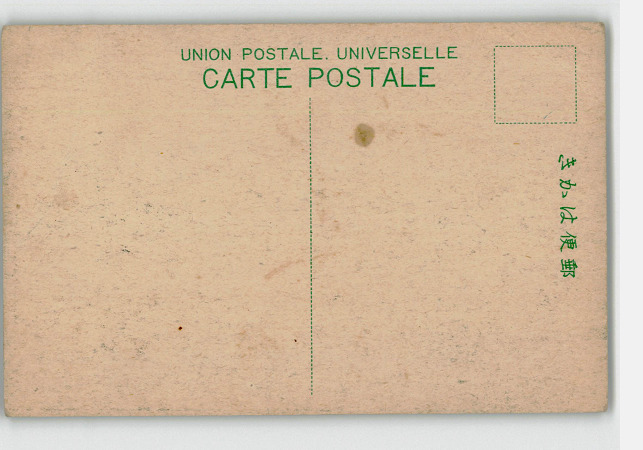 UNION POSTALE. UNIVERSELLE
CARTE POSTALE
きかは便郵